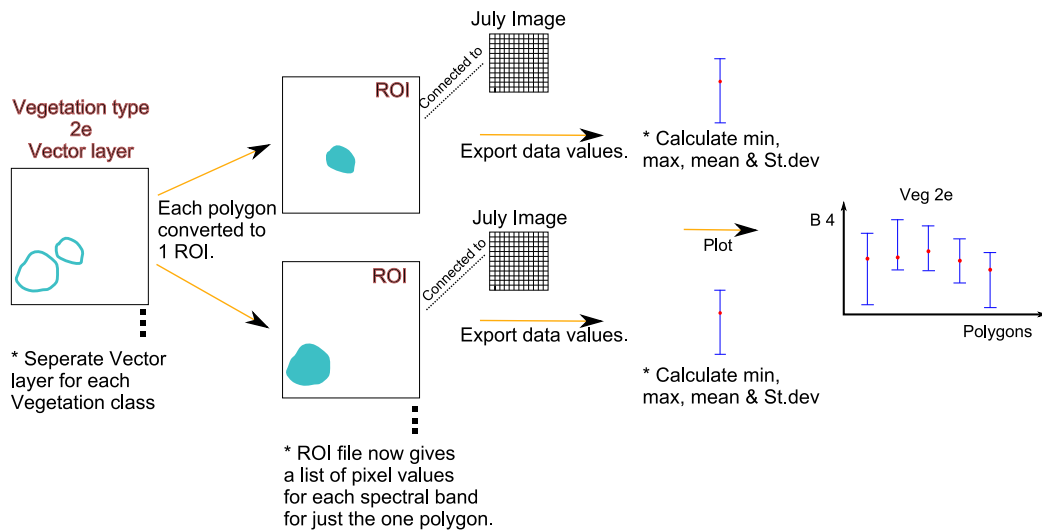 Vegetation type
2e
Vector layer
* Seperate Vector
layer for each
Vegetation class
Each polygon
converted to
1 ROI.
ROI
Connected to
July Image
Export data values.
* Calculate min,
max, mean & St.dev
ROI
Connected to
July Image
Export data values.
* Calculate min,
max, mean & St.dev
* ROI file now gives
a list of pixel values
for each spectral band
for just the one polygon.
Plot
Veg 2e
B 4
Polygons